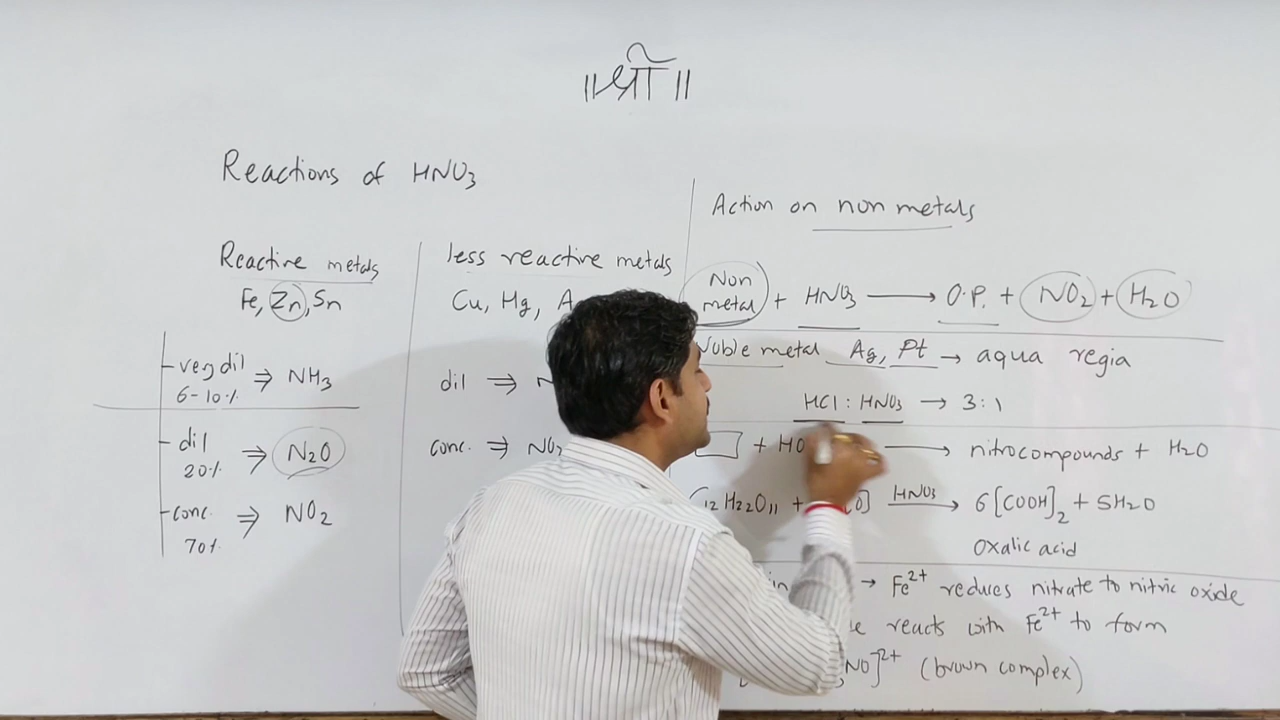 ॥ श्री ॥
Reactions of HNO3
Reactive metals
Fe, Zn, Sn
very dil ⇒ NH3
6-10%
dil ⇒ N2O
20%
conc. ⇒ NO2
70%
less reactive metals
Cu, Hg,
dil ⇒
conc. ⇒ NO2
Action on non metals
Non metal + HNO3 ⟶ O.P. + NO2 + H2O
Noble metal Ag, Pt → aqua regia
HCl : HNO3 → 3:1
+ ⟶ nitrocompounds + H2O
C12H22O11 + [O] HNO3 ⟶ 6[COOH]2 + 5H2O
Oxalic acid
→ Fe2+ reduces nitrate to nitric oxide
reacts with Fe2+ to form
NO]2+ (brown complex)